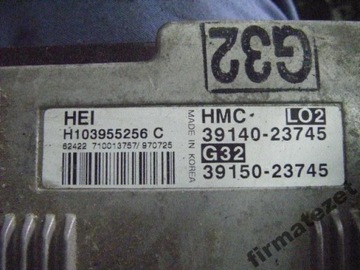 G32
HEI
H103955256 C
62422 710013757/ 970725
MADE IN KOREA
HMC LO2
39140-23745
G32
39150-23745
firmatezet